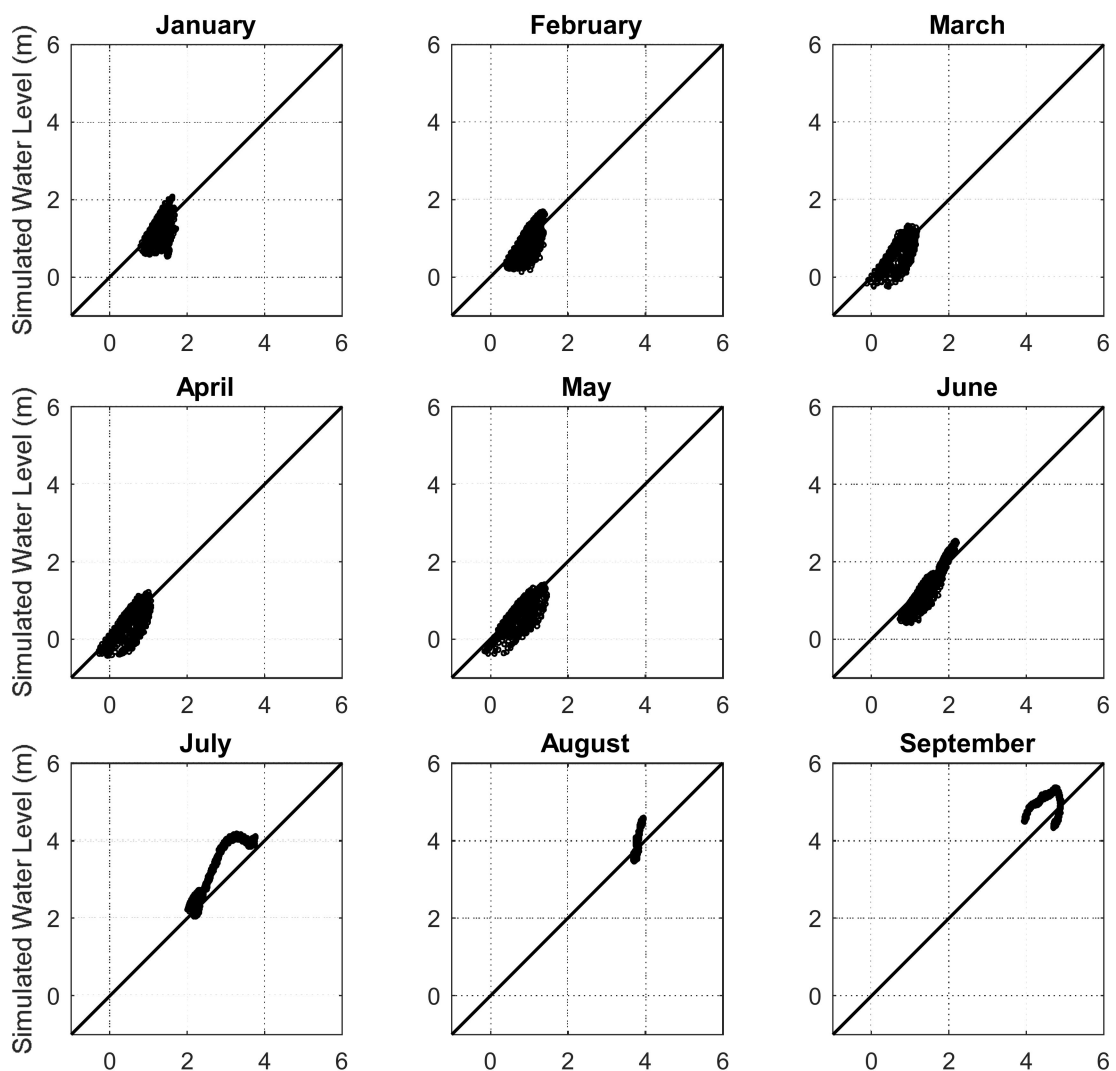 January February March
Simulated Water Level (m)
6 6 6
4 4 4
2 2 2
0 0 0
0 2 4 6 0 2 4 6 0 2 4 6
April May June
Simulated Water Level (m)
6 6 6
4 4 4
2 2 2
0 0 0
0 2 4 6 0 2 4 6 0 2 4 6
July August September
Simulated Water Level (m)
6 6 6
4 4 4
2 2 2
0 0 0
0 2 4 6 0 2 4 6 0 2 4 6